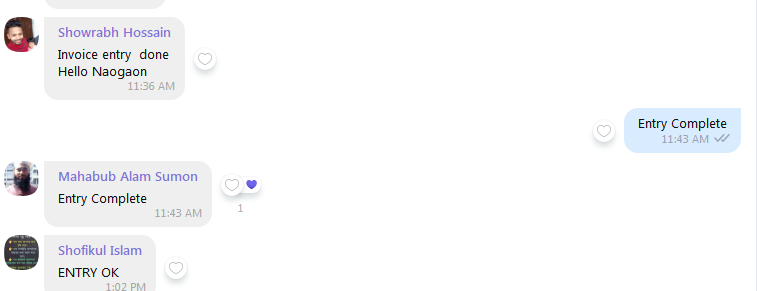 Showrabh Hossain
Invoice entry  done
Hello Naogaon
11:36 AM
Entry Complete
11:43 AM
Mahabub Alam Sumon
Entry Complete
11:43 AM
1
Shofikul Islam
ENTRY OK
1:02 PM